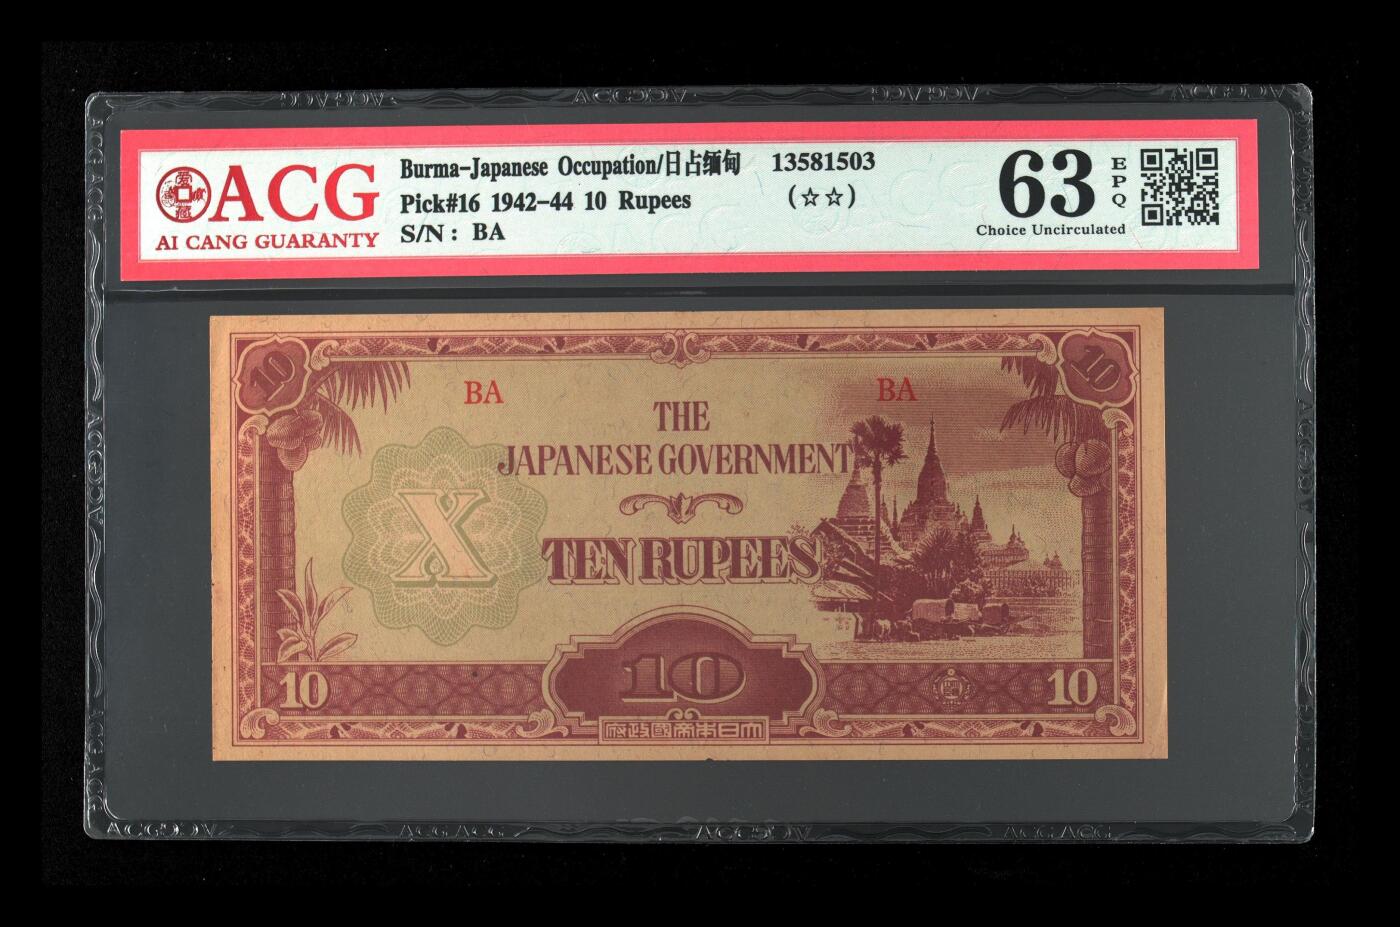 ACG
AI CANG GUARANTY
Burma-Japanese Occupation/日占缅甸 13581503
Pick#16 1942-44 10 Rupees (☆☆)
S/N: BA
63
EPQ
Choice Uncirculated
10
10
BA
BA
THE
JAPANESE GOVERNMENT
X
TEN RUPEES
10
10
10
府政國帝本日大